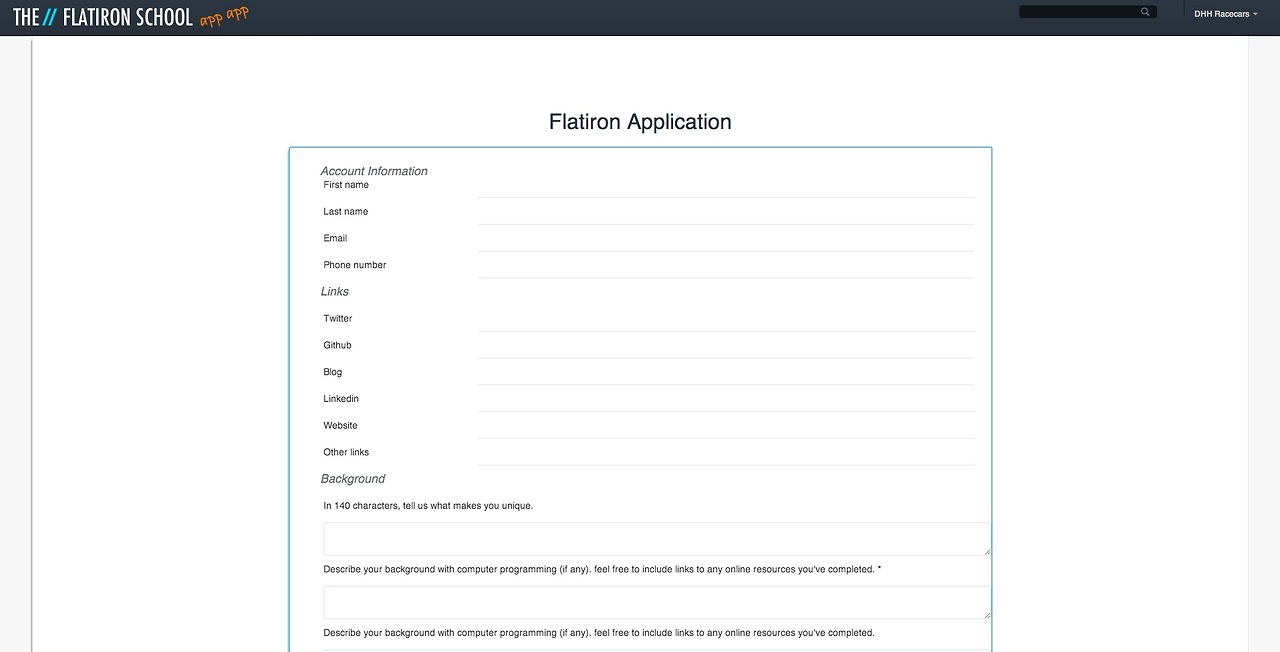 THE // FLATIRON SCHOOL app app
DHH Racecars
Flatiron Application
Account Information
First name
Last name
Email
Phone number
Links
Twitter
Github
Blog
Linkedin
Website
Other links
Background
In 140 characters, tell us what makes you unique.
Describe your background with computer programming (if any). feel free to include links to any online resources you've completed. *
Describe your background with computer programming (if any). feel free to include links to any online resources you've completed.